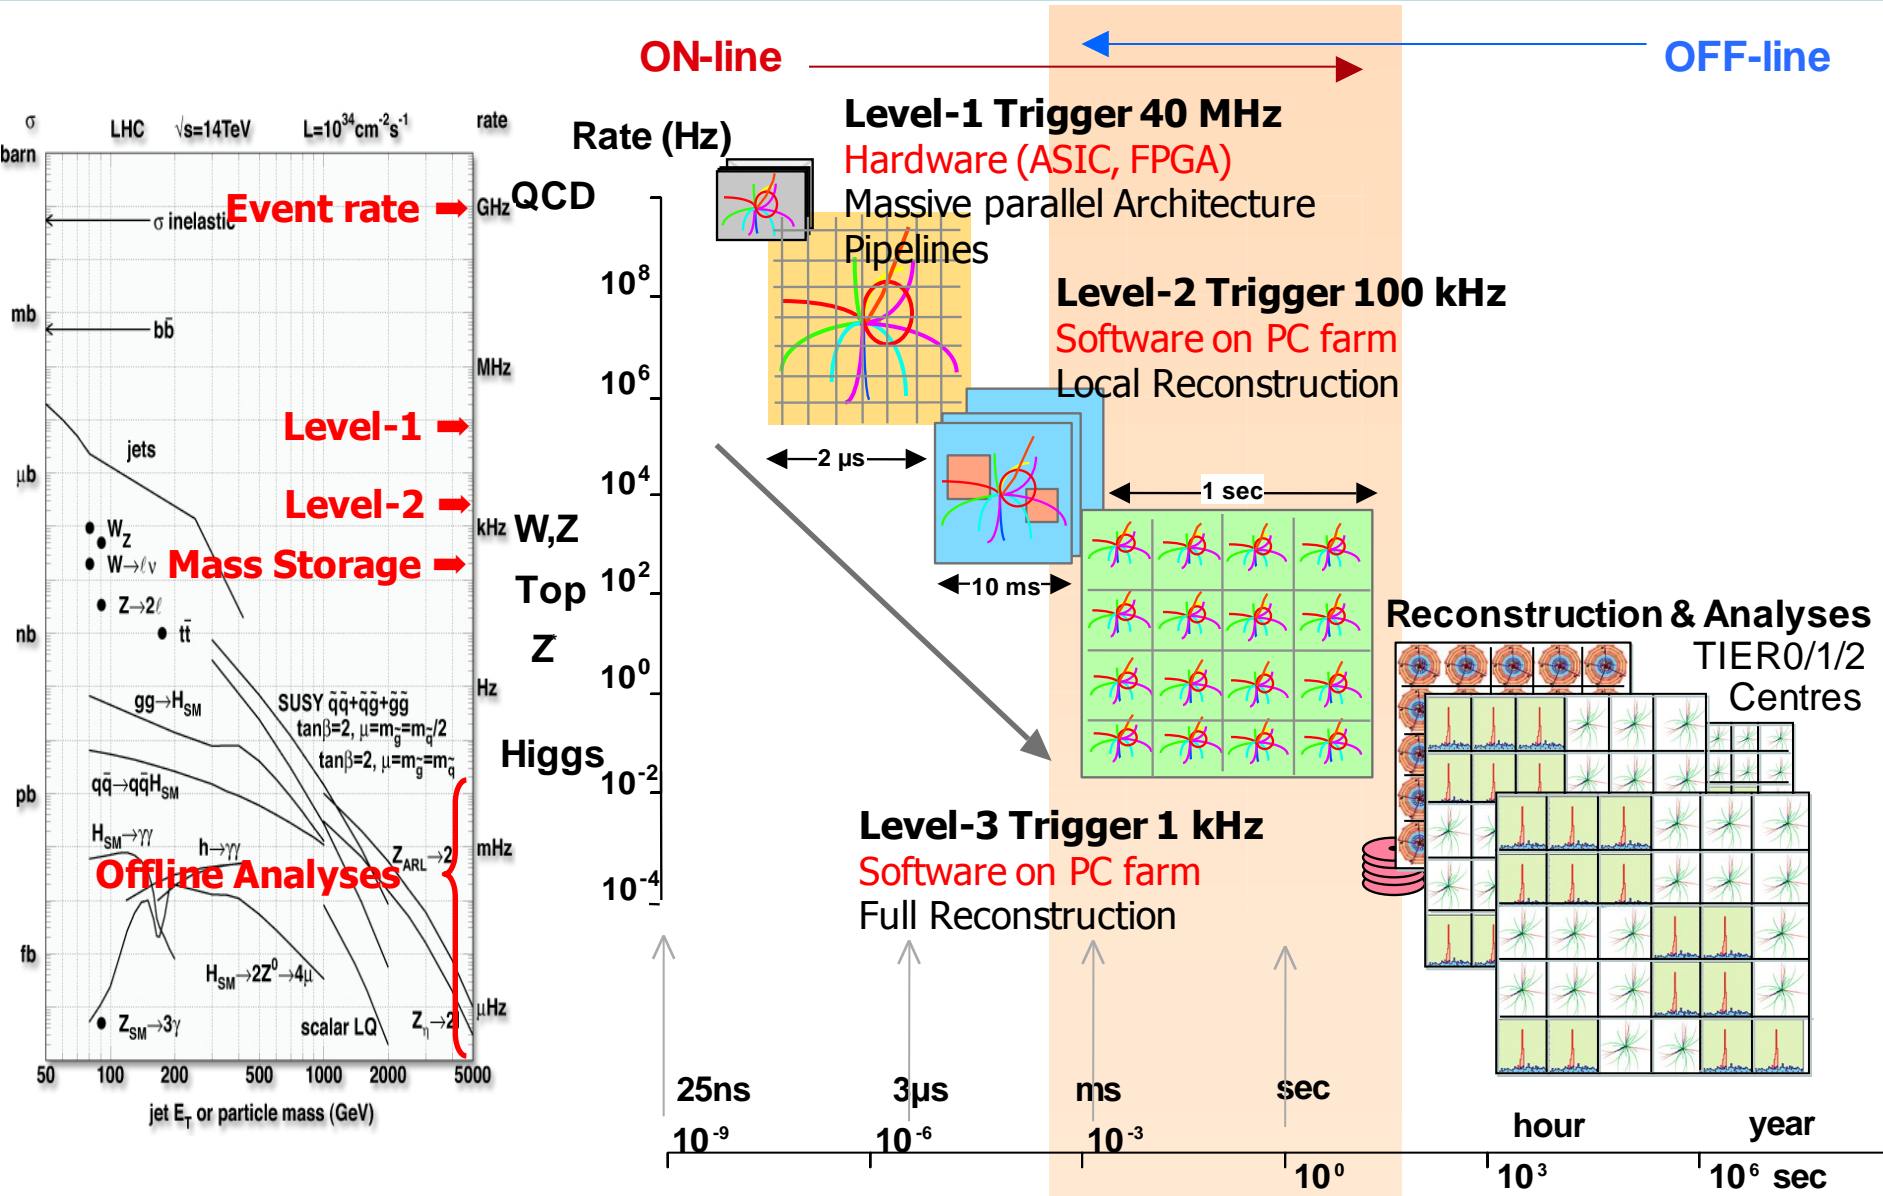 ON-line
OFF-line
σ
LHC √s=14TeV L=10³⁴cm⁻²s⁻¹
rate
barn
Event rate
GHz
QCD
σ inelastic
mb
bb̄
MHz
Level-1
jets
μb
Level-2
kHz
W,Z
W
Z
W→ℓν
Mass Storage
Top
Z→2ℓ
nb
tt̄
Z*
Hz
gg→H_SM
SUSY q̃q̃+q̃g̃+g̃g̃
tanβ=2, μ=m_g̃=m_q̃/2
tanβ=2, μ=m_g̃=m_q̃
Higgs
qq̄→qq̄H_SM
pb
H_SM→γγ
h→γγ
Z_ARL→2
mHz
Offline Analyses
fb
H_SM→2Z⁰→4μ
Z_SM→3γ
scalar LQ
Z_η→2l
μHz
50 100 200 500 1000 2000 5000
jet E_T or particle mass (GeV)
Rate (Hz)
10⁸
10⁶
10⁴
10²
10⁰
10⁻²
10⁻⁴
Level-1 Trigger 40 MHz
Hardware (ASIC, FPGA)
Massive parallel Architecture
Pipelines
Level-2 Trigger 100 kHz
Software on PC farm
Local Reconstruction
2 µs
10 ms
1 sec
Level-3 Trigger 1 kHz
Software on PC farm
Full Reconstruction
Reconstruction & Analyses
TIER0/1/2
Centres
25ns 3µs ms sec
hour year
10⁻⁹ 10⁻⁶ 10⁻³
10⁰ 10³ 10⁶ sec